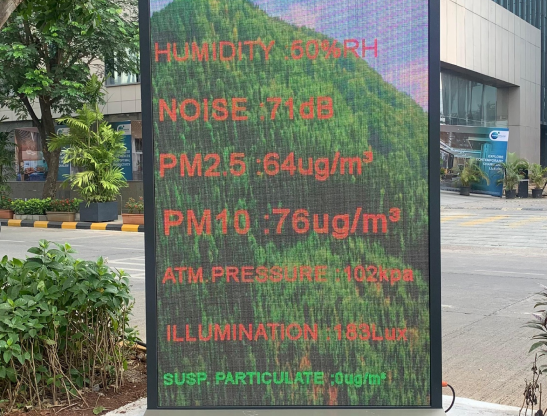 HUMIDITY :60%RH
NOISE :71dB
PM2.5 :64ug/m³
PM10 :76ug/m³
ATM.PRESSURE :102kpa
ILLUMINATION :183Lux
SUSP. PARTICULATE :0ug/m³